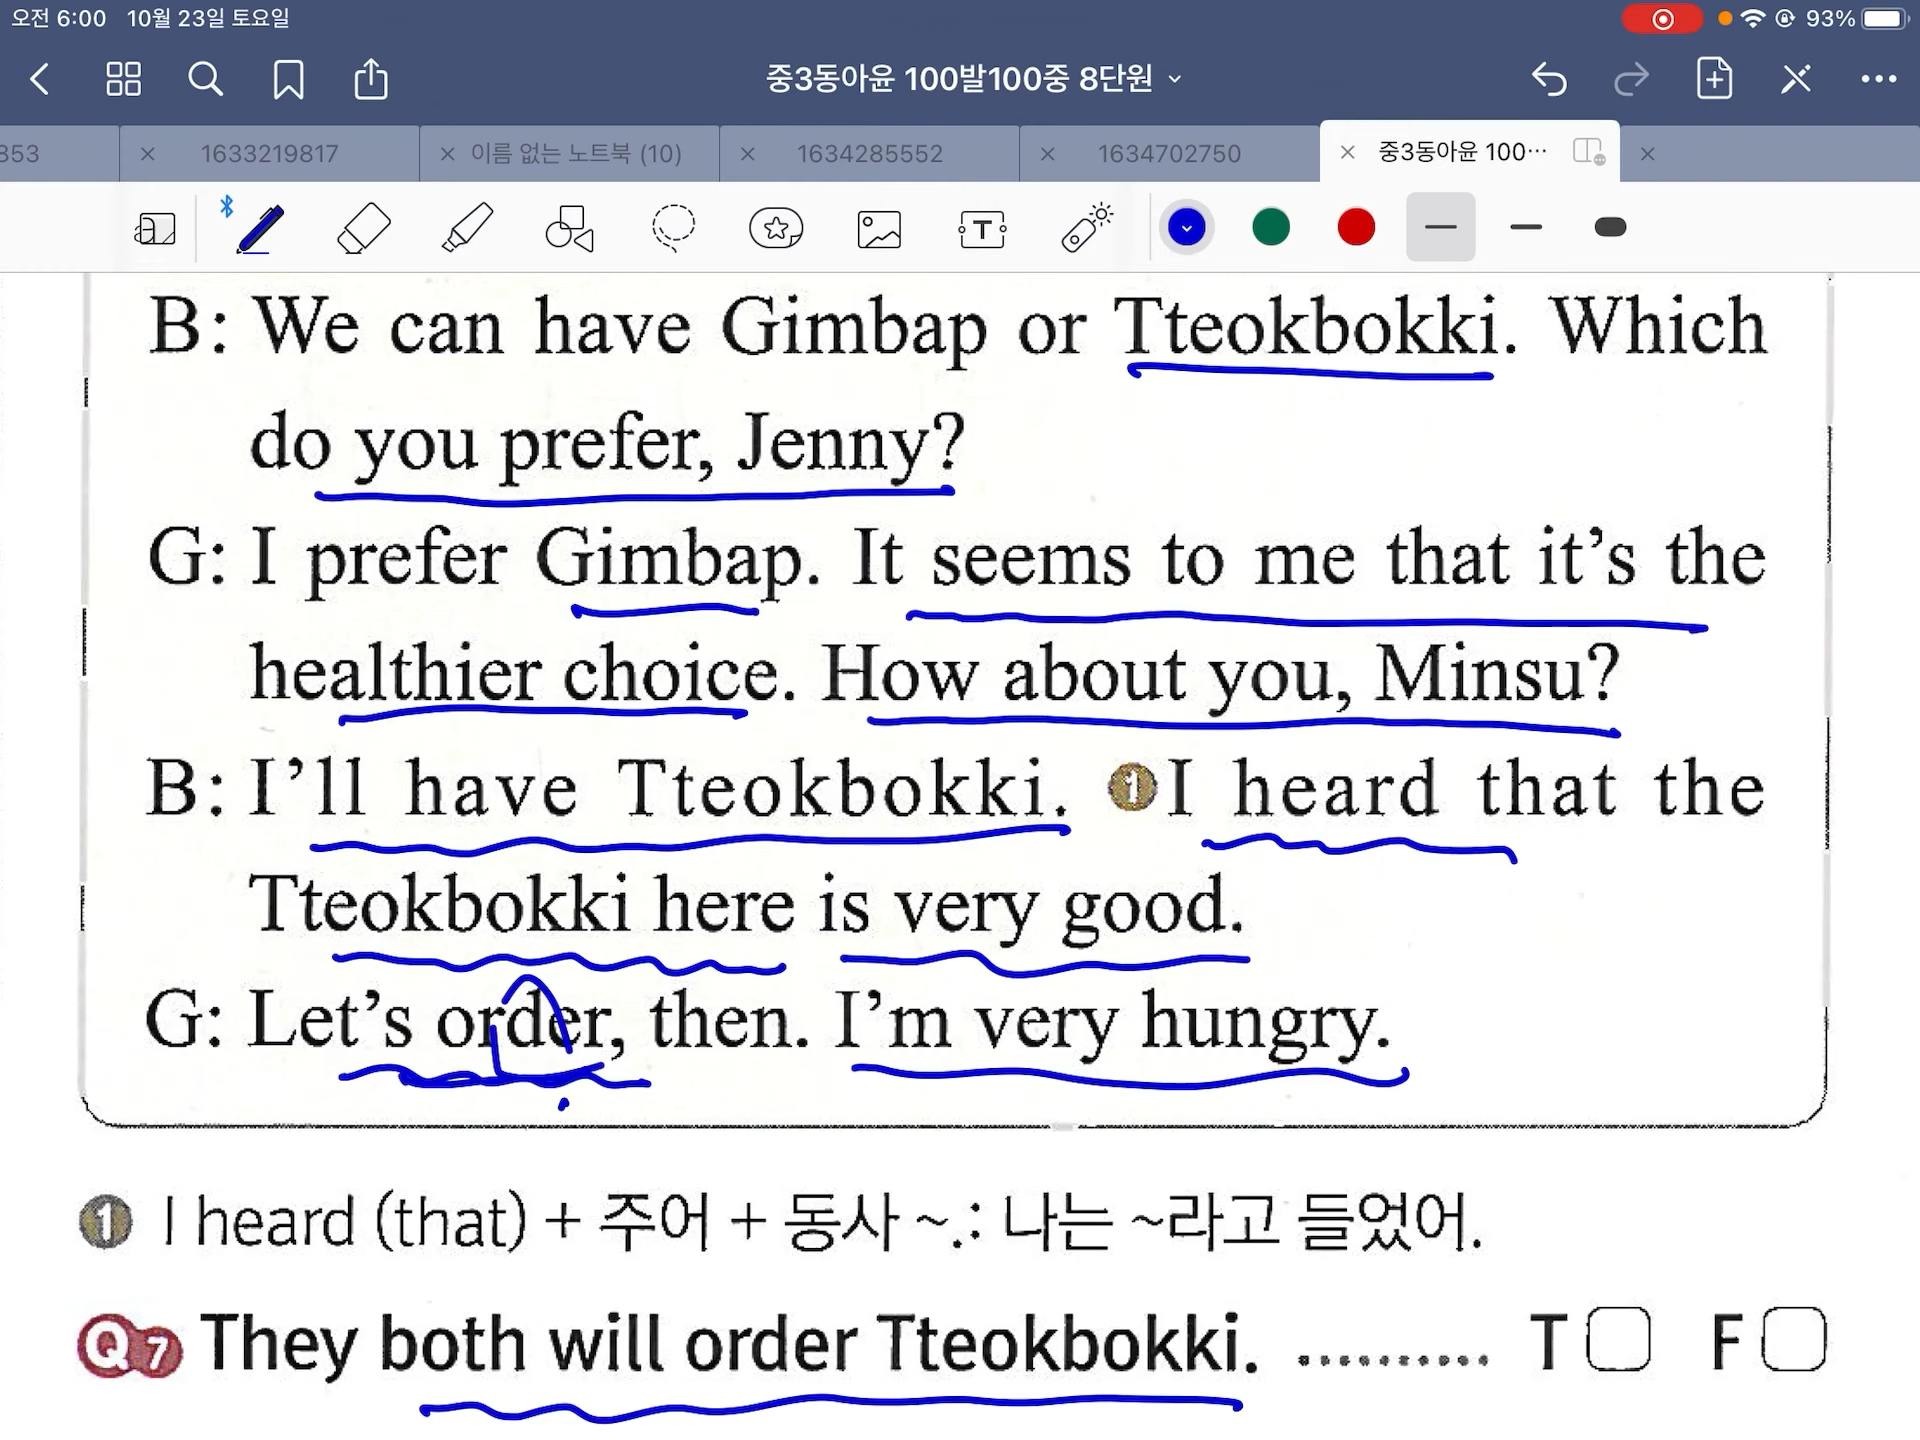 오전 6:00 10월 23일 토요일 93%
중3동아윤 100발100중 8단원
853 1633219817 이름 없는 노트북 (10) 1634285552 1634702750 중3동아윤 100…
B: We can have Gimbap or Tteokbokki. Which
do you prefer, Jenny?
G: I prefer Gimbap. It seems to me that it’s the
healthier choice. How about you, Minsu?
B: I’ll have Tteokbokki. ❶I heard that the
Tteokbokki here is very good.
G: Let’s order, then. I’m very hungry.
❶ I heard (that) + 주어 + 동사 ~.: 나는 ~라고 들었어.
Q7 They both will order Tteokbokki. .......... T F